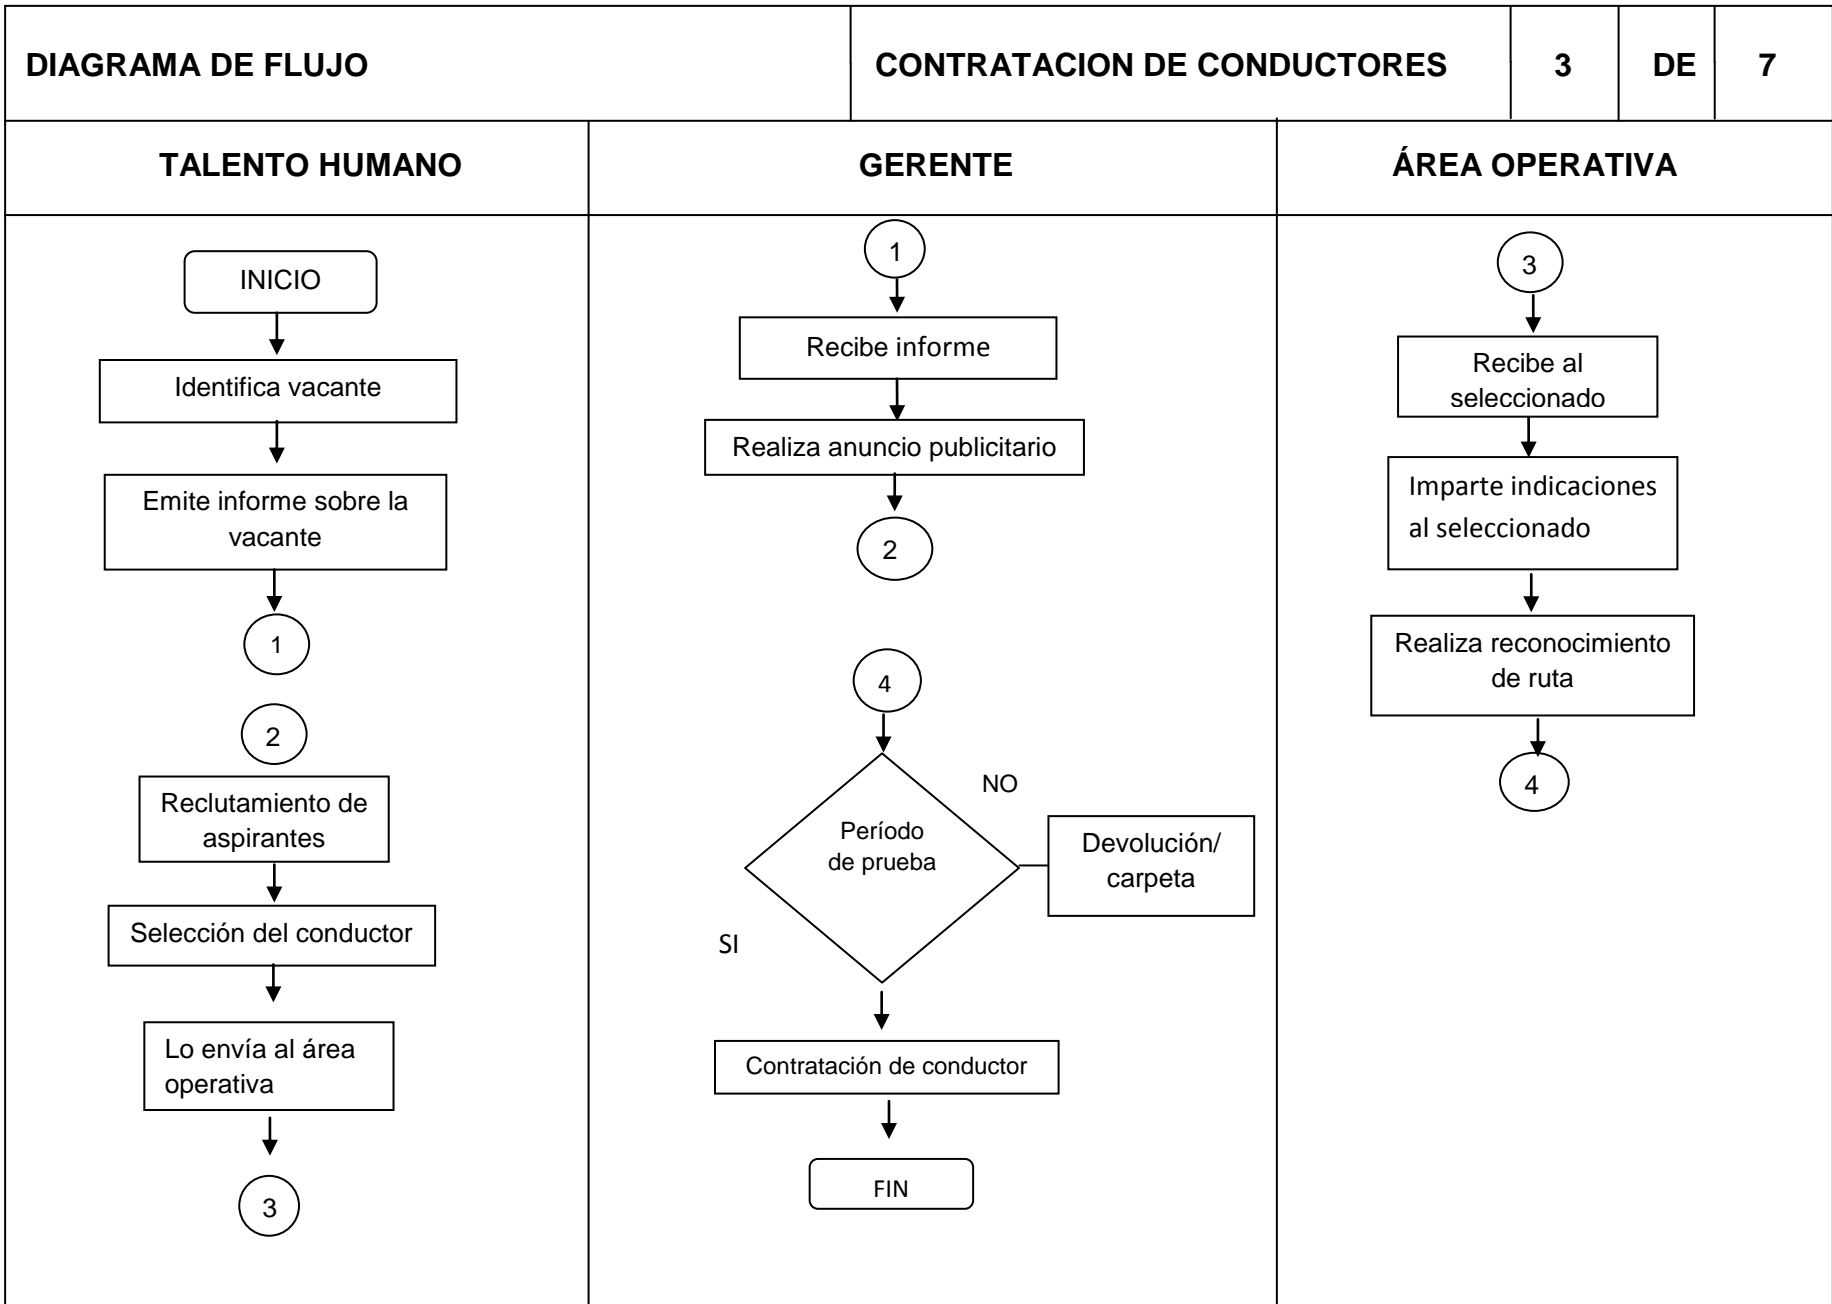 DIAGRAMA DE FLUJO
CONTRATACION DE CONDUCTORES
3
DE
7
TALENTO HUMANO
GERENTE
ÁREA OPERATIVA
INICIO
Identifica vacante
Emite informe sobre la
vacante
1
2
Reclutamiento de
aspirantes
Selección del conductor
Lo envía al área
operativa
3
1
Recibe informe
Realiza anuncio publicitario
2
4
Período
de prueba
NO
Devolución/
carpeta
SI
Contratación de conductor
FIN
3
Recibe al
seleccionado
Imparte indicaciones
al seleccionado
Realiza reconocimiento
de ruta
4